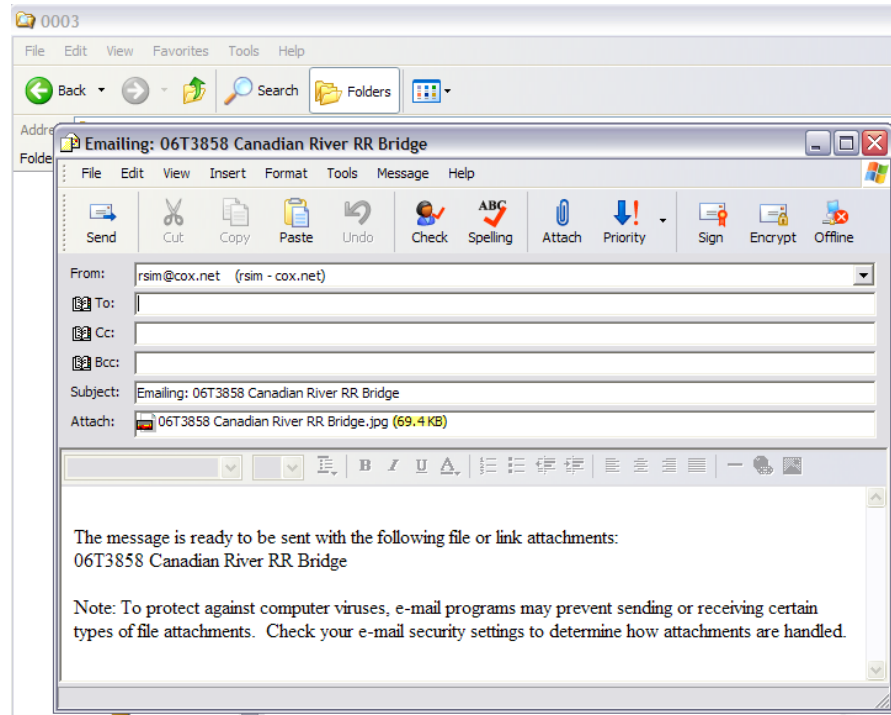 0003
File Edit View Favorites Tools Help
Back Search Folders
Addre
Folde
Emailing: 06T3858 Canadian River RR Bridge
File Edit View Insert Format Tools Message Help
ABC
Send Cut Copy Paste Undo Check Spelling Attach Priority Sign Encrypt Offline
From: rsim@cox.net (rsim - cox.net)
To:
Cc:
Bcc:
Subject: Emailing: 06T3858 Canadian River RR Bridge
Attach: 06T3858 Canadian River RR Bridge.jpg (69.4 KB)
B I U A
The message is ready to be sent with the following file or link attachments:
06T3858 Canadian River RR Bridge
Note: To protect against computer viruses, e-mail programs may prevent sending or receiving certain
types of file attachments. Check your e-mail security settings to determine how attachments are handled.